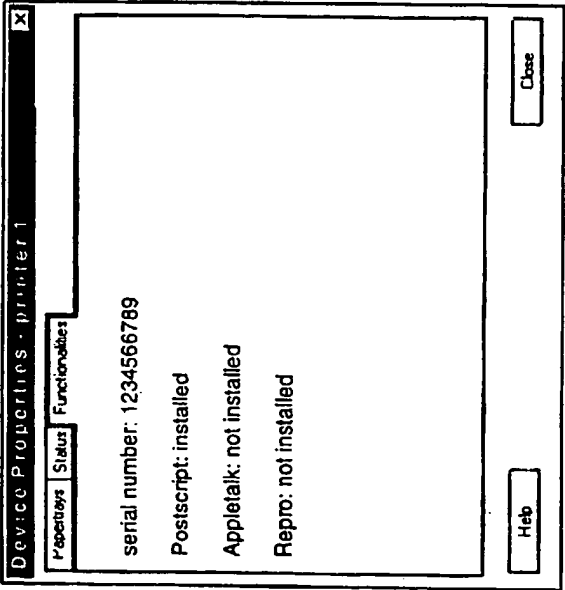 Device Properties - printer 1
X
Papertrays Status Functionalities
serial number: 1234566789
Postscript: installed
Appletalk: not installed
Repro: not installed
Help Close